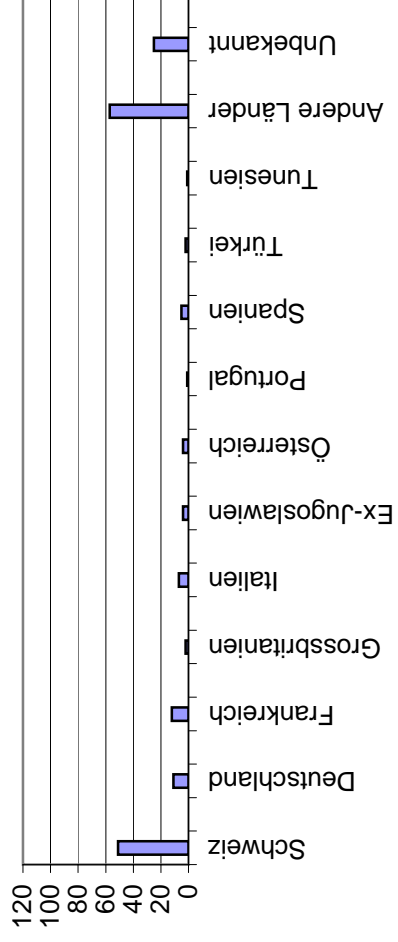 120
100
80
60
40
20
0
Schweiz
Deutschland
Frankreich
Grossbritanien
Italien
Ex-Jugoslawien
Österreich
Portugal
Spanien
Türkei
Tunesien
Andere Länder
Unbekannt